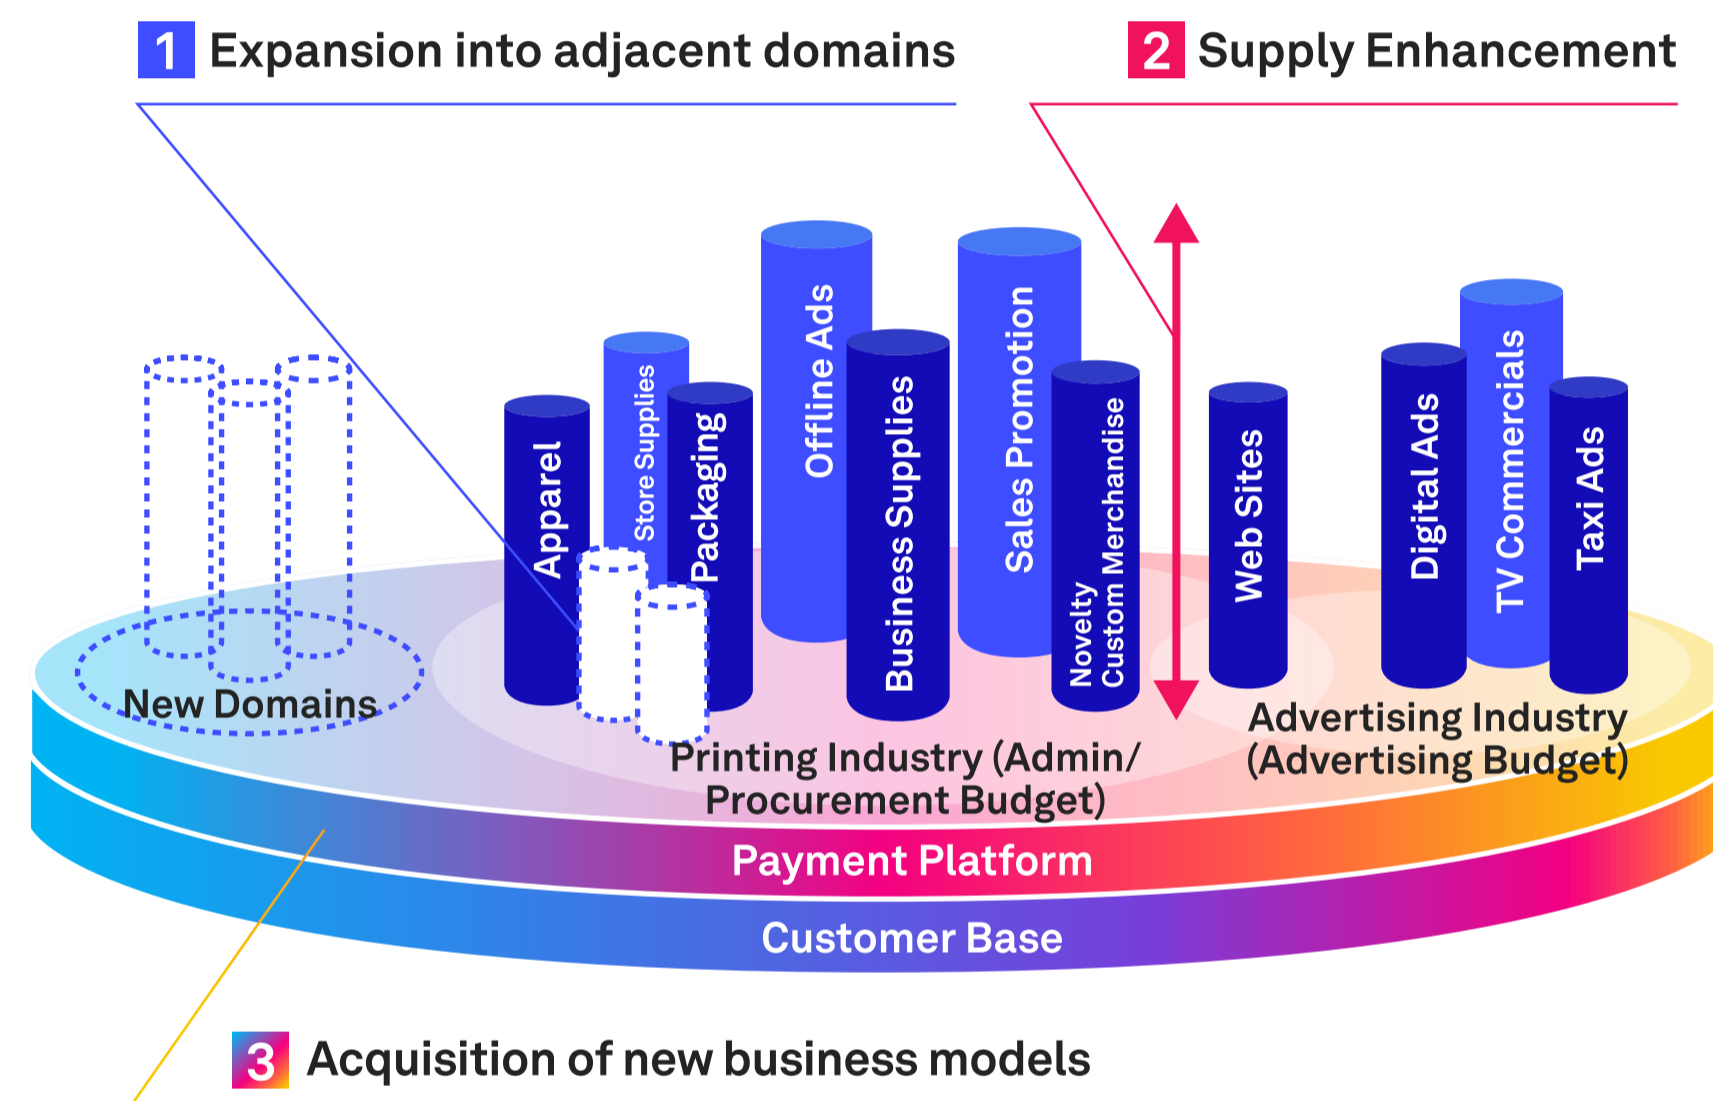 1 Expansion into adjacent domains
2 Supply Enhancement
Apparel
Store Supplies
Packaging
Offline Ads
Business Supplies
Sales Promotion
Novelty
Custom Merchandise
Web Sites
Digital Ads
TV Commercials
Taxi Ads
New Domains
Printing Industry (Admin/
Procurement Budget)
Advertising Industry
(Advertising Budget)
Payment Platform
Customer Base
3 Acquisition of new business models